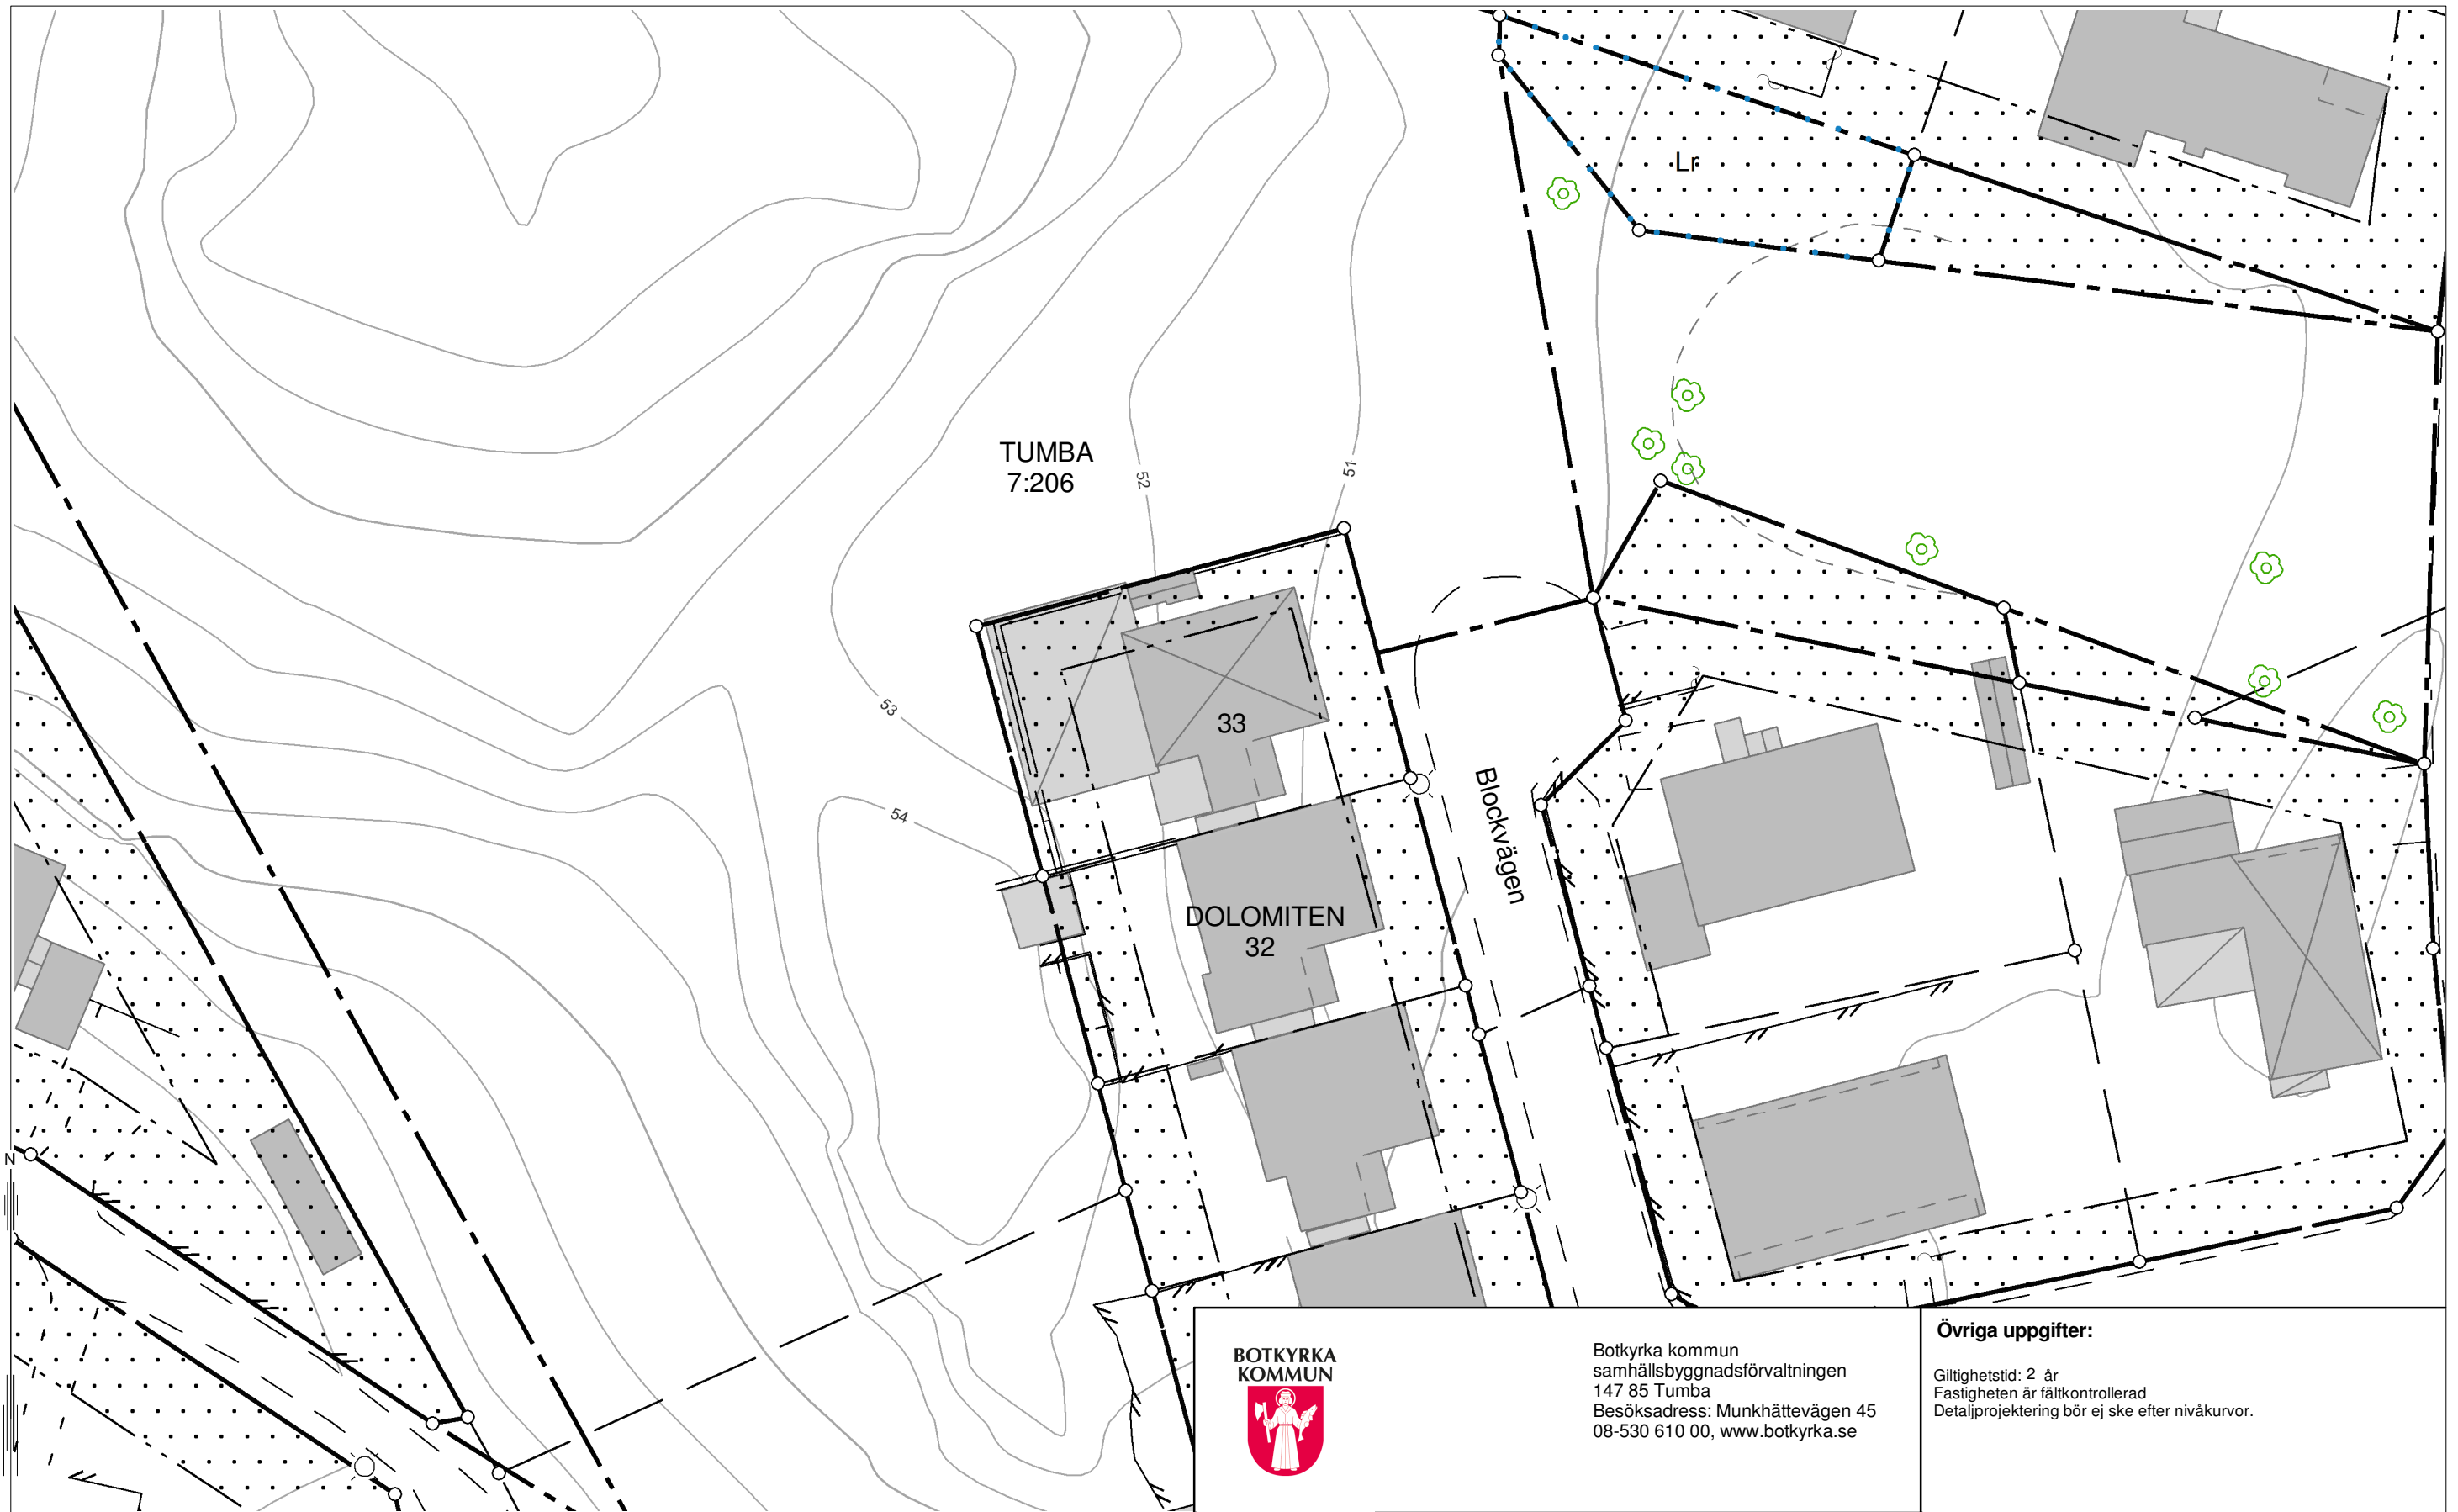 Lr
TUMBA
7:206
52
51
53
54
33
DOLOMITEN
32
Blockvägen
N
BOTKYRKA
KOMMUN
Botkyrka kommun
samhällsbyggnadsförvaltningen
147 85 Tumba
Besöksadress: Munkhättevägen 45
08-530 610 00, www.botkyrka.se
Övriga uppgifter:
Giltighetstid: 2 år
Fastigheten är fältkontrollerad
Detaljprojektering bör ej ske efter nivåkurvor.